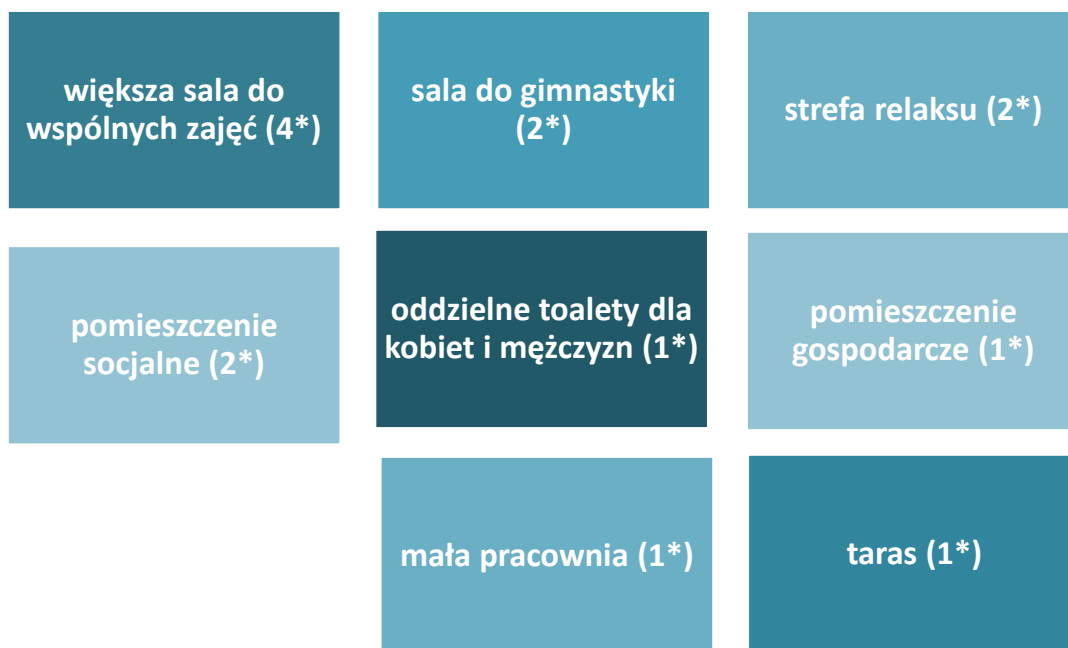 większa sala do
wspólnych zajęć (4*)
sala do gimnastyki
(2*)
strefa relaksu (2*)
pomieszczenie
socjalne (2*)
oddzielne toalety dla
kobiet i mężczyzn (1*)
pomieszczenie
gospodarcze (1*)
mała pracownia (1*)
taras (1*)